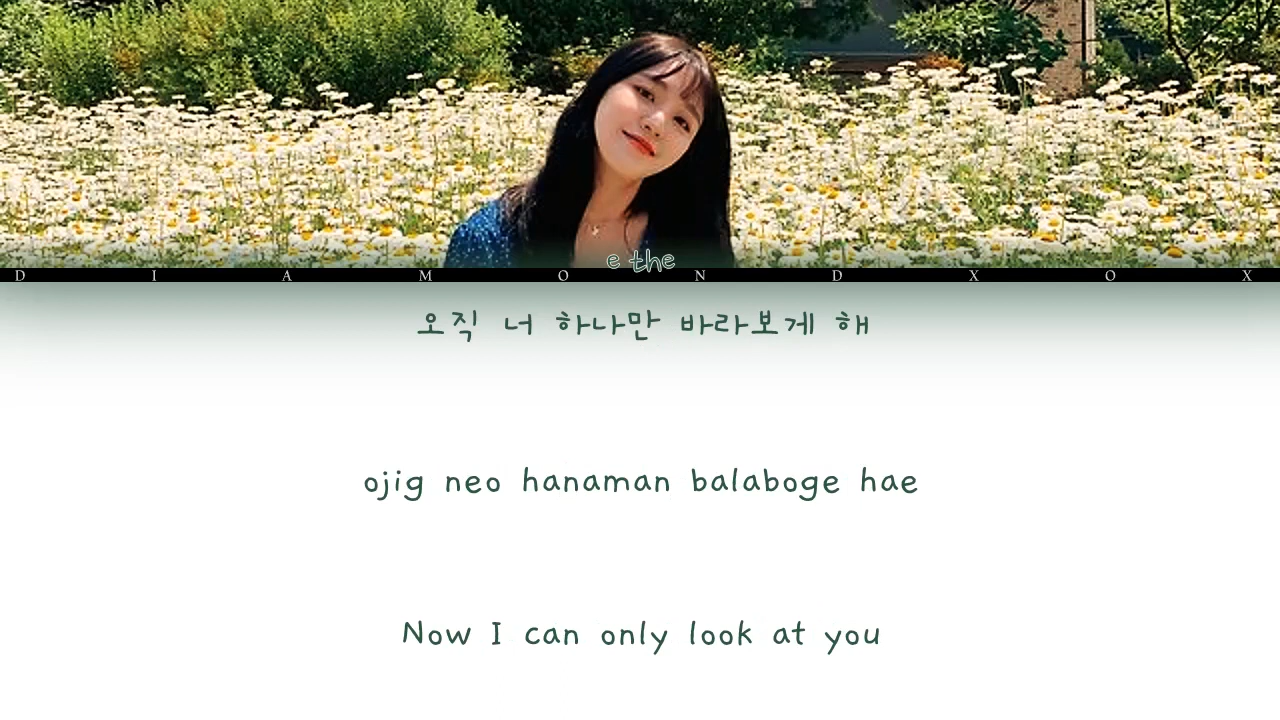 e the
D I A M O N D X O X
오직 너 하나만 바라보게 해
ojig neo hanaman balaboge hae
Now I can only look at you